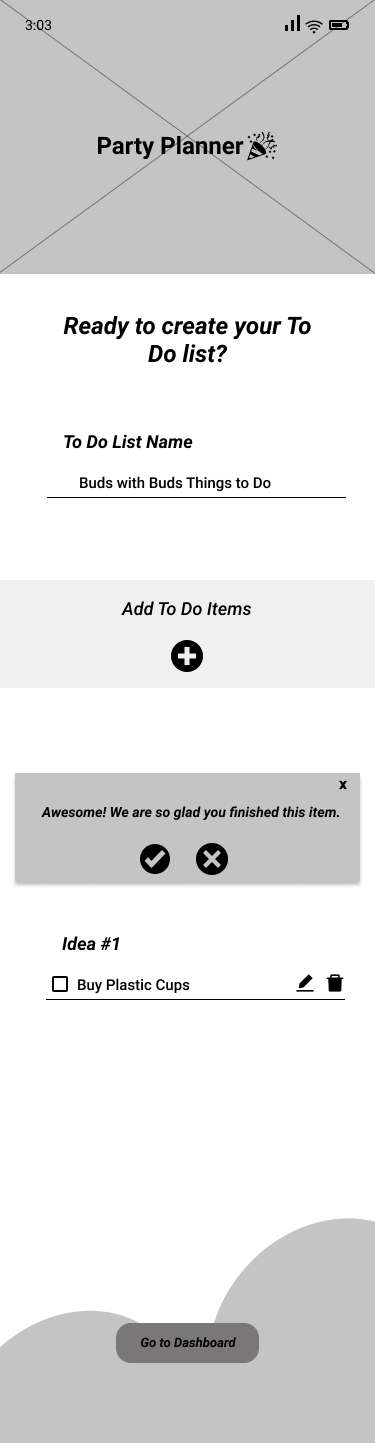 3:03
Party Planner
Ready to create your To
Do list?
To Do List Name
Buds with Buds Things to Do
Add To Do Items
x
Awesome! We are so glad you finished this item.
Idea #1
Buy Plastic Cups
Go to Dashboard